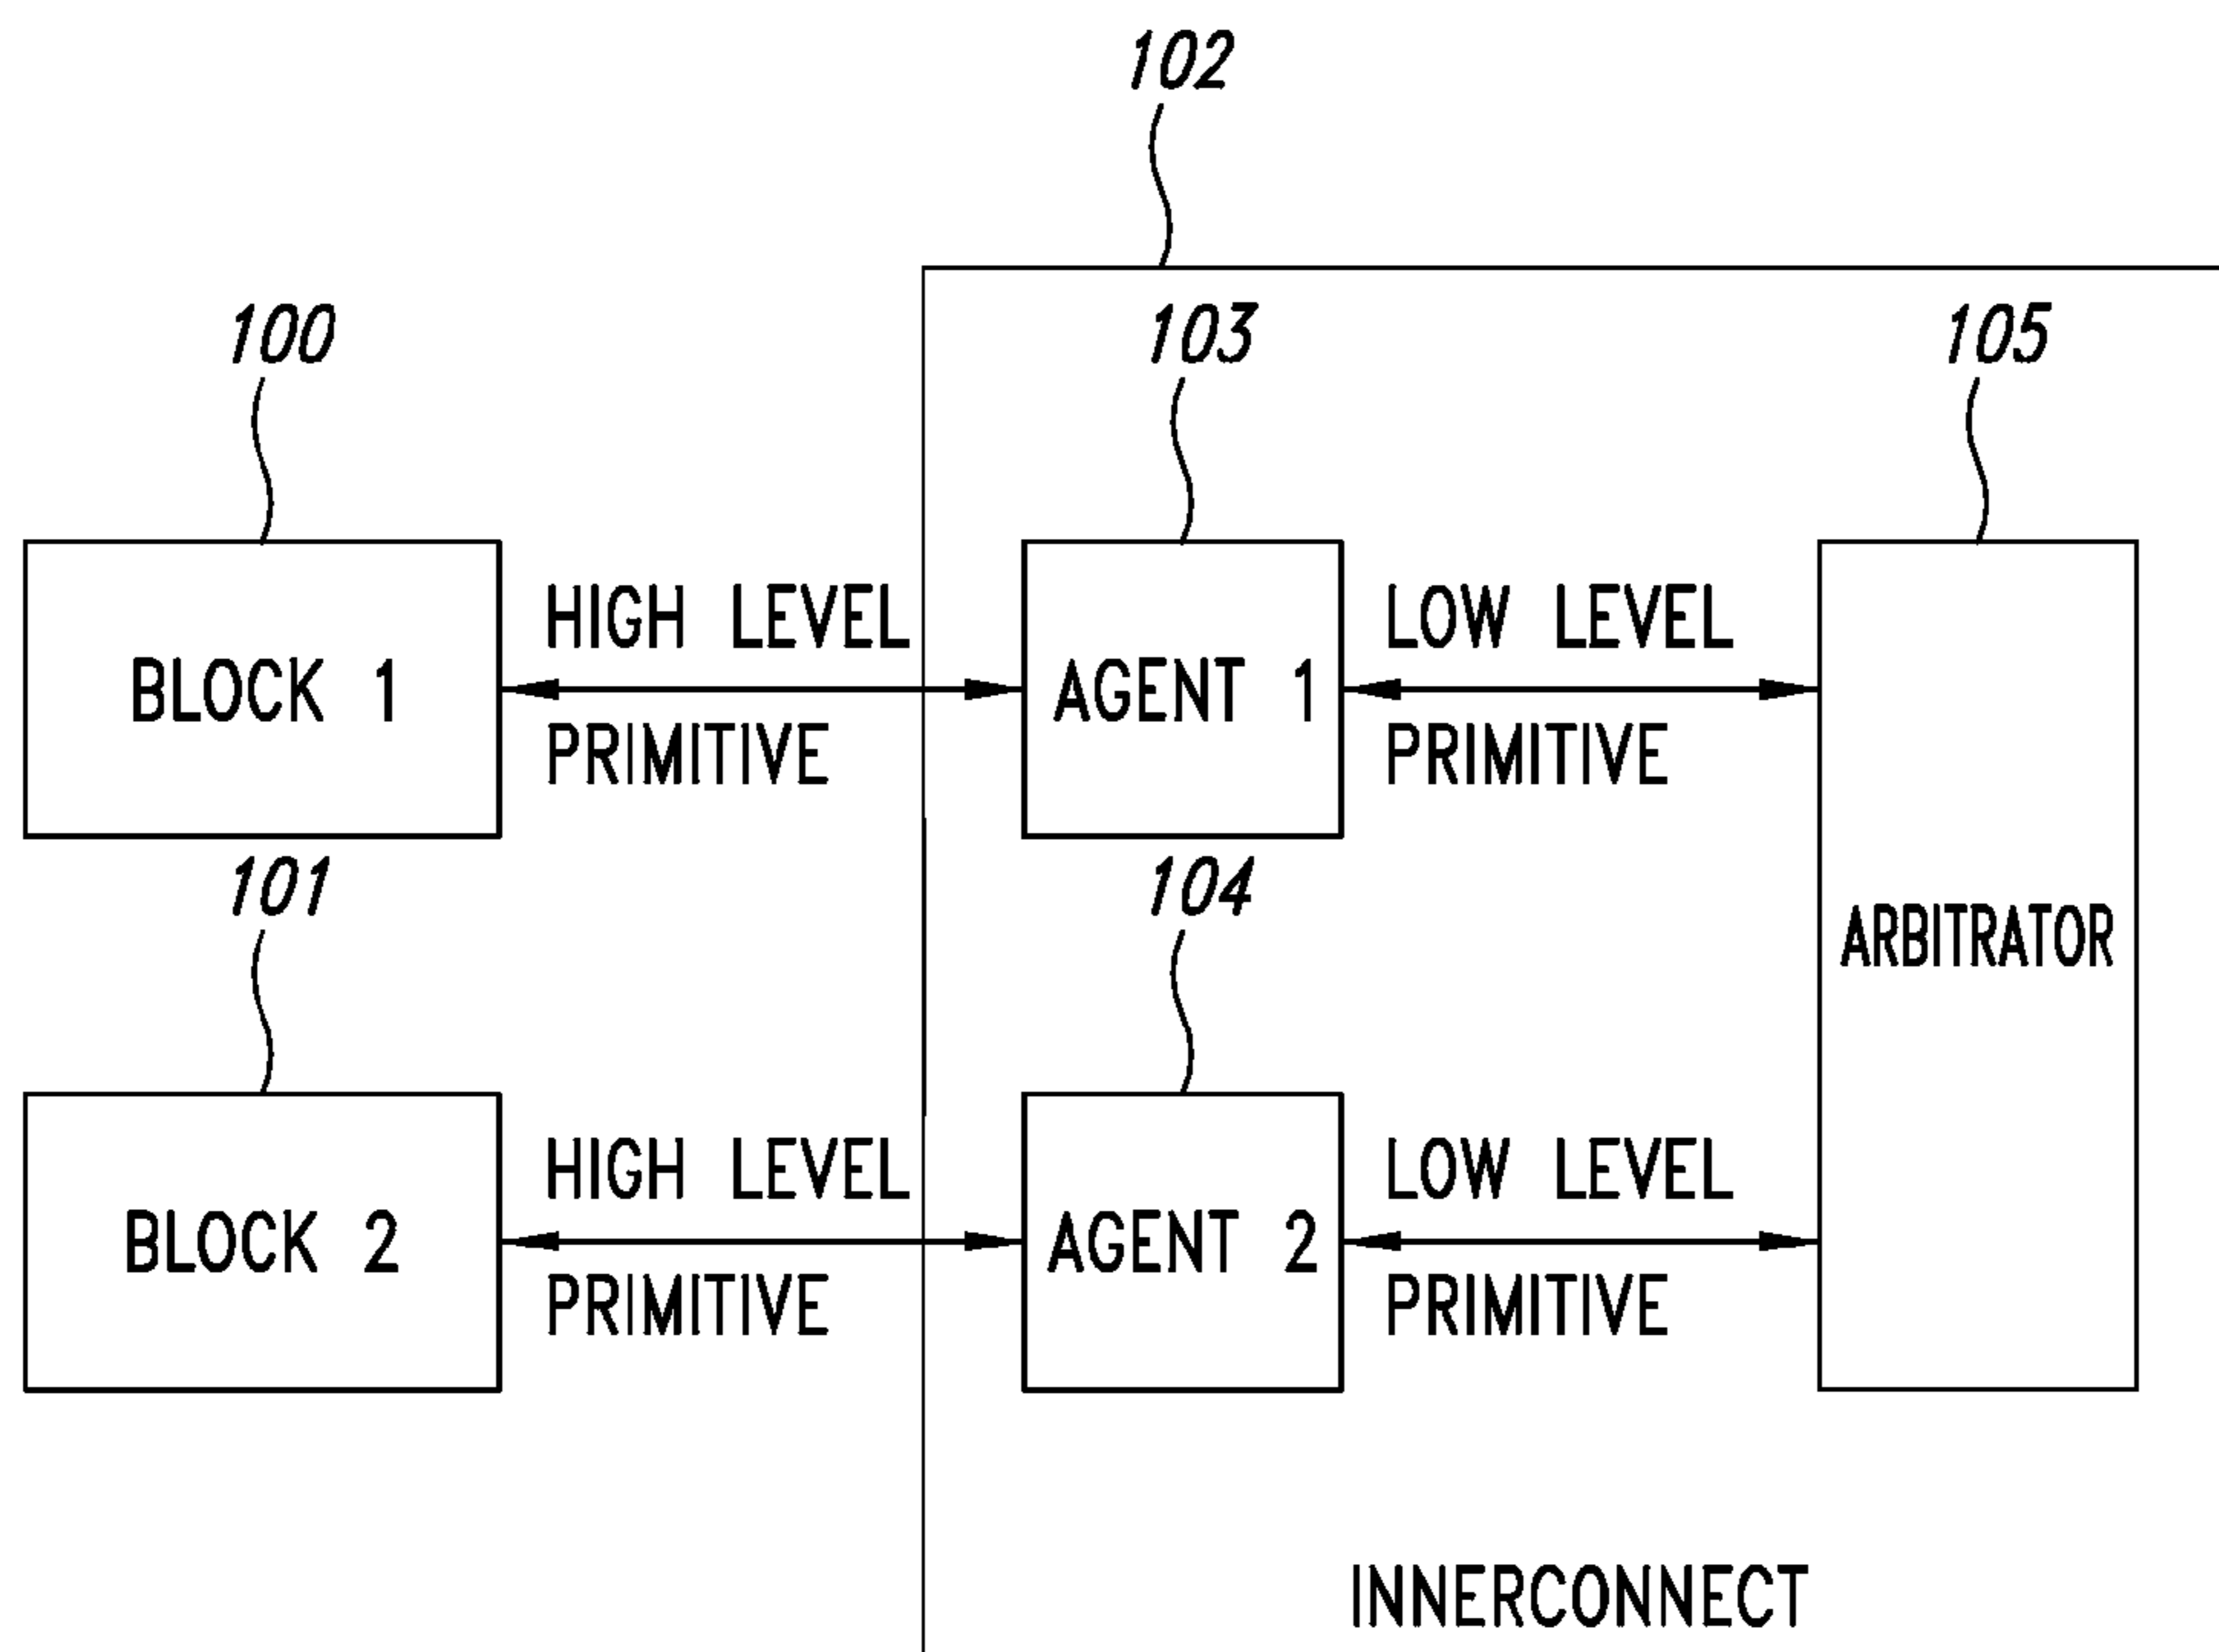 102
100
103
105
HIGH LEVEL
LOW LEVEL
BLOCK 1
AGENT 1
PRIMITIVE
PRIMITIVE
101
104
ARBITRATOR
HIGH LEVEL
LOW LEVEL
BLOCK 2
AGENT 2
PRIMITIVE
PRIMITIVE
INNERCONNECT